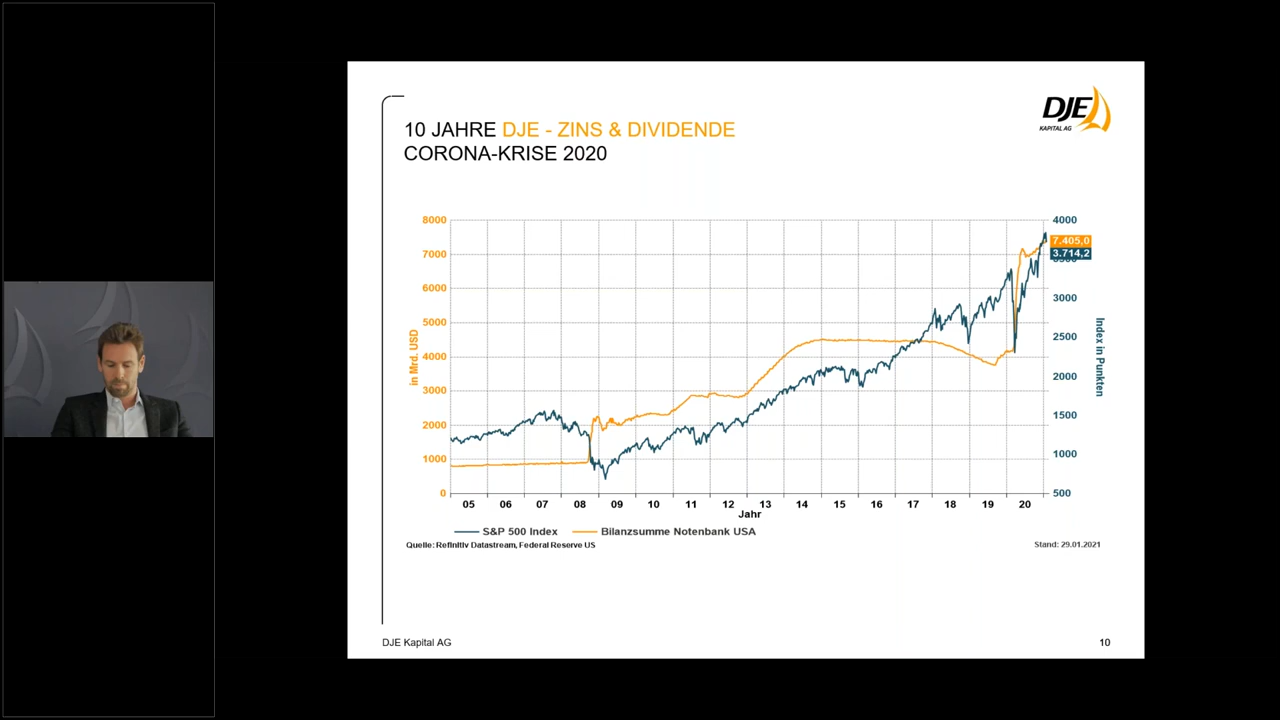 DJE
KAPITAL AG
10 JAHRE DJE - ZINS & DIVIDENDE
CORONA-KRISE 2020
8000
7000
6000
5000
4000
3000
2000
1000
0
in Mrd. USD
4000
7.405,0
3.714,2
3500
3000
2500
2000
1500
1000
500
Index in Punkten
05 06 07 08 09 10 11 12 13 14 15 16 17 18 19 20
Jahr
S&P 500 Index Bilanzsumme Notenbank USA
Quelle: Refinitiv Datastream, Federal Reserve US Stand: 29.01.2021
DJE Kapital AG 10